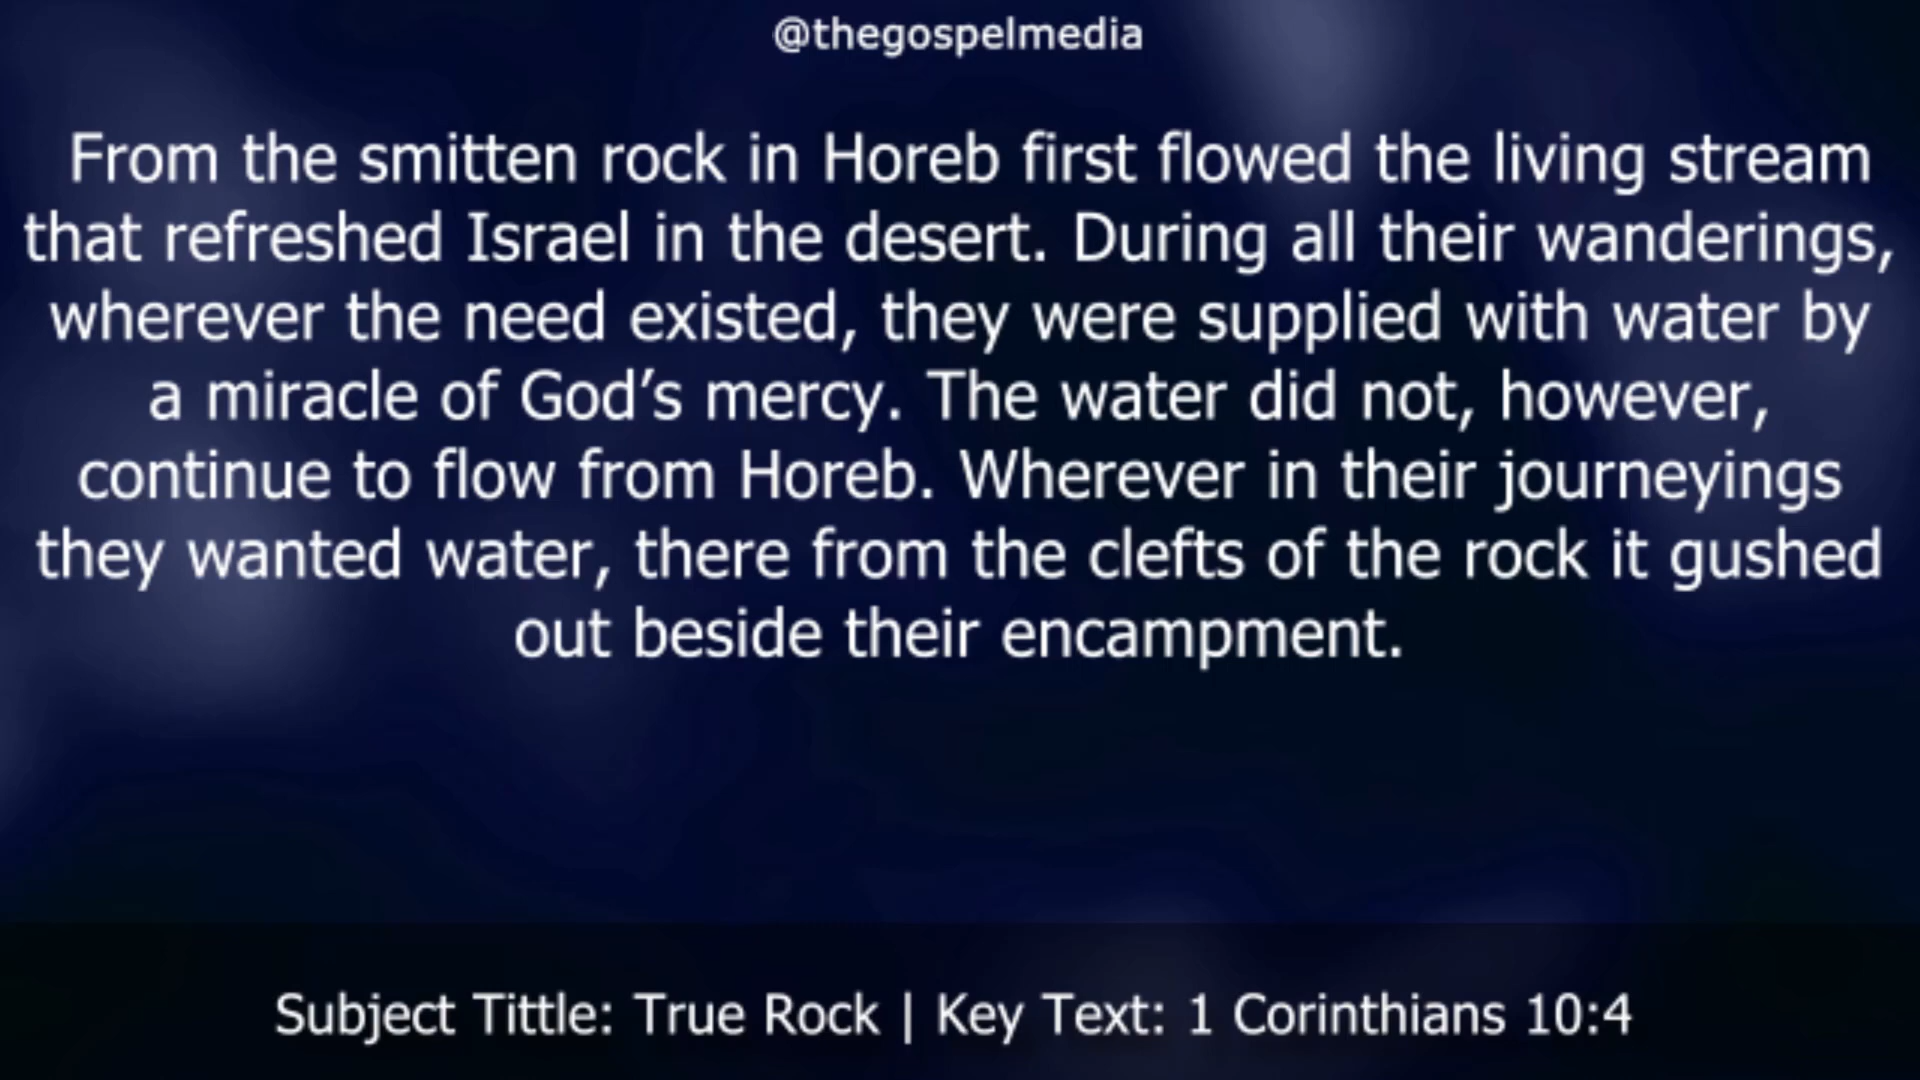 @thegospelmedia
From the smitten rock in Horeb first flowed the living stream
that refreshed Israel in the desert. During all their wanderings,
wherever the need existed, they were supplied with water by
a miracle of God’s mercy. The water did not, however,
continue to flow from Horeb. Wherever in their journeyings
they wanted water, there from the clefts of the rock it gushed
out beside their encampment.
Subject Tittle: True Rock | Key Text: 1 Corinthians 10:4